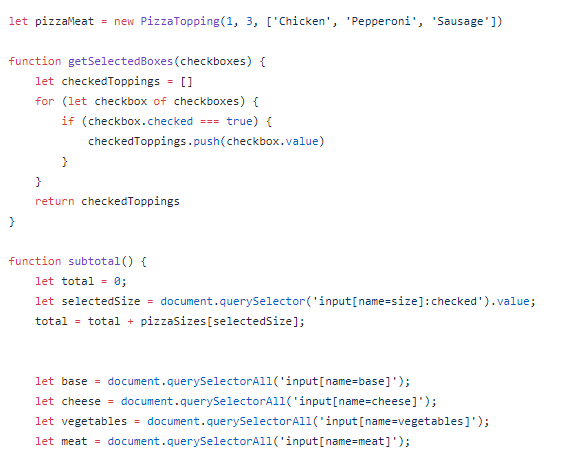 let pizzaMeat = new PizzaTopping(1, 3, ['Chicken', 'Pepperoni', 'Sausage'])
function getSelectedBoxes(checkboxes) {
let checkedToppings = []
for (let checkbox of checkboxes) {
if (checkbox.checked === true) {
checkedToppings.push(checkbox.value)
}
}
return checkedToppings
}
function subtotal() {
let total = 0;
let selectedSize = document.querySelector('input[name=size]:checked').value;
total = total + pizzaSizes[selectedSize];
let base = document.querySelectorAll('input[name=base]');
let cheese = document.querySelectorAll('input[name=cheese]');
let vegetables = document.querySelectorAll('input[name=vegetables]');
let meat = document.querySelectorAll('input[name=meat]');